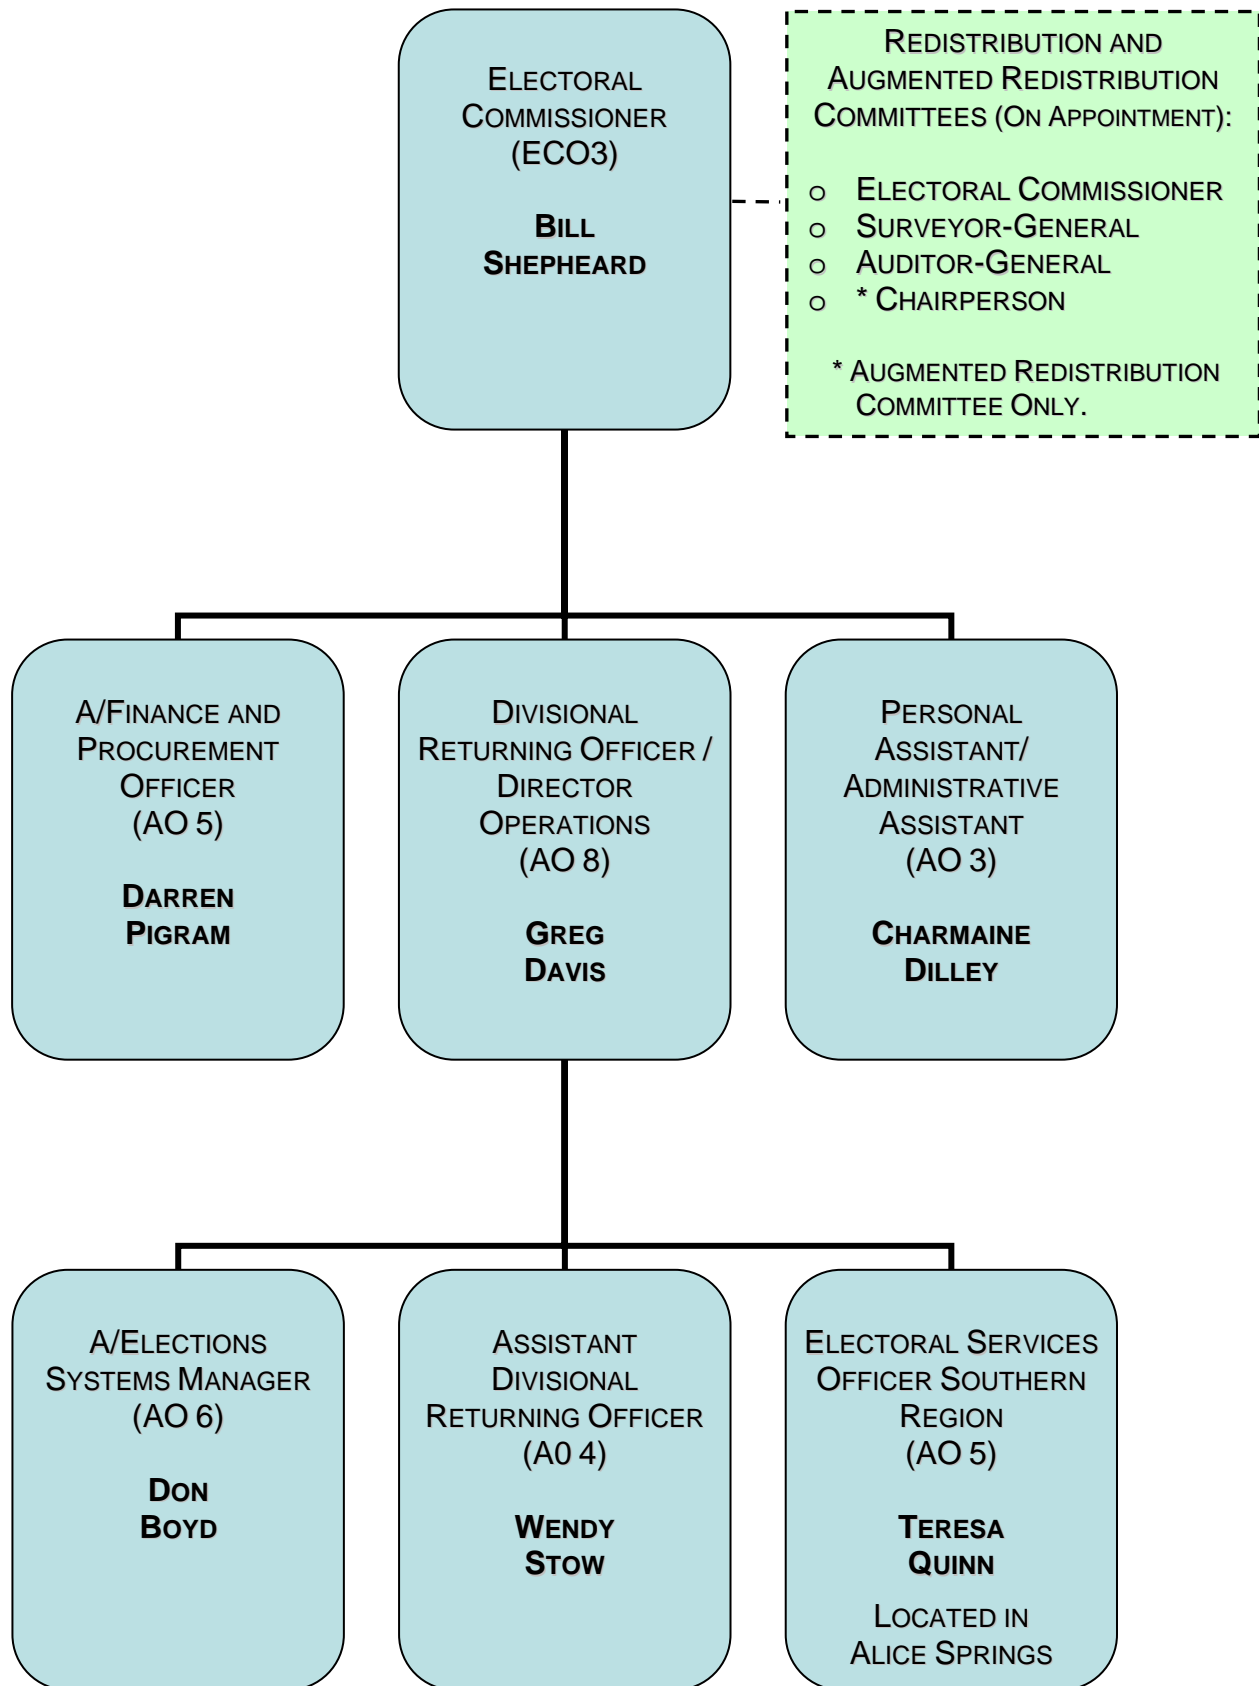 ELECTORAL
COMMISSIONER
(ECO3)
BILL
SHEPHEARD
REDISTRIBUTION AND
AUGMENTED REDISTRIBUTION
COMMITTEES (ON APPOINTMENT):
o ELECTORAL COMMISSIONER
o SURVEYOR-GENERAL
o AUDITOR-GENERAL
o * CHAIRPERSON
* AUGMENTED REDISTRIBUTION
COMMITTEE ONLY.
A/FINANCE AND
PROCUREMENT
OFFICER
(AO 5)
DARREN
PIGRAM
DIVISIONAL
RETURNING OFFICER /
DIRECTOR
OPERATIONS
(AO 8)
GREG
DAVIS
PERSONAL
ASSISTANT/
ADMINISTRATIVE
ASSISTANT
(AO 3)
CHARMAINE
DILLEY
A/ELECTIONS
SYSTEMS MANAGER
(AO 6)
DON
BOYD
ASSISTANT
DIVISIONAL
RETURNING OFFICER
(A0 4)
WENDY
STOW
ELECTORAL SERVICES
OFFICER SOUTHERN
REGION
(AO 5)
TERESA
QUINN
LOCATED IN
ALICE SPRINGS